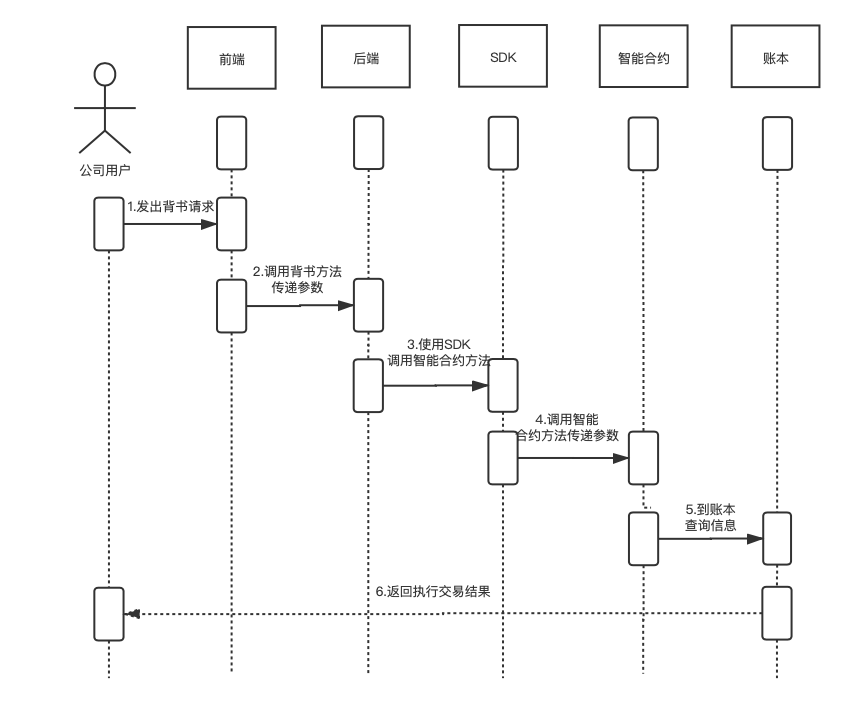 前端
后端
SDK
智能合约
账本
公司用户
1.发出背书请求
2.调用背书方法
传递参数
3.使用SDK
调用智能合约方法
4.调用智能
合约方法传递参数
5.到账本
查询信息
6.返回执行交易结果